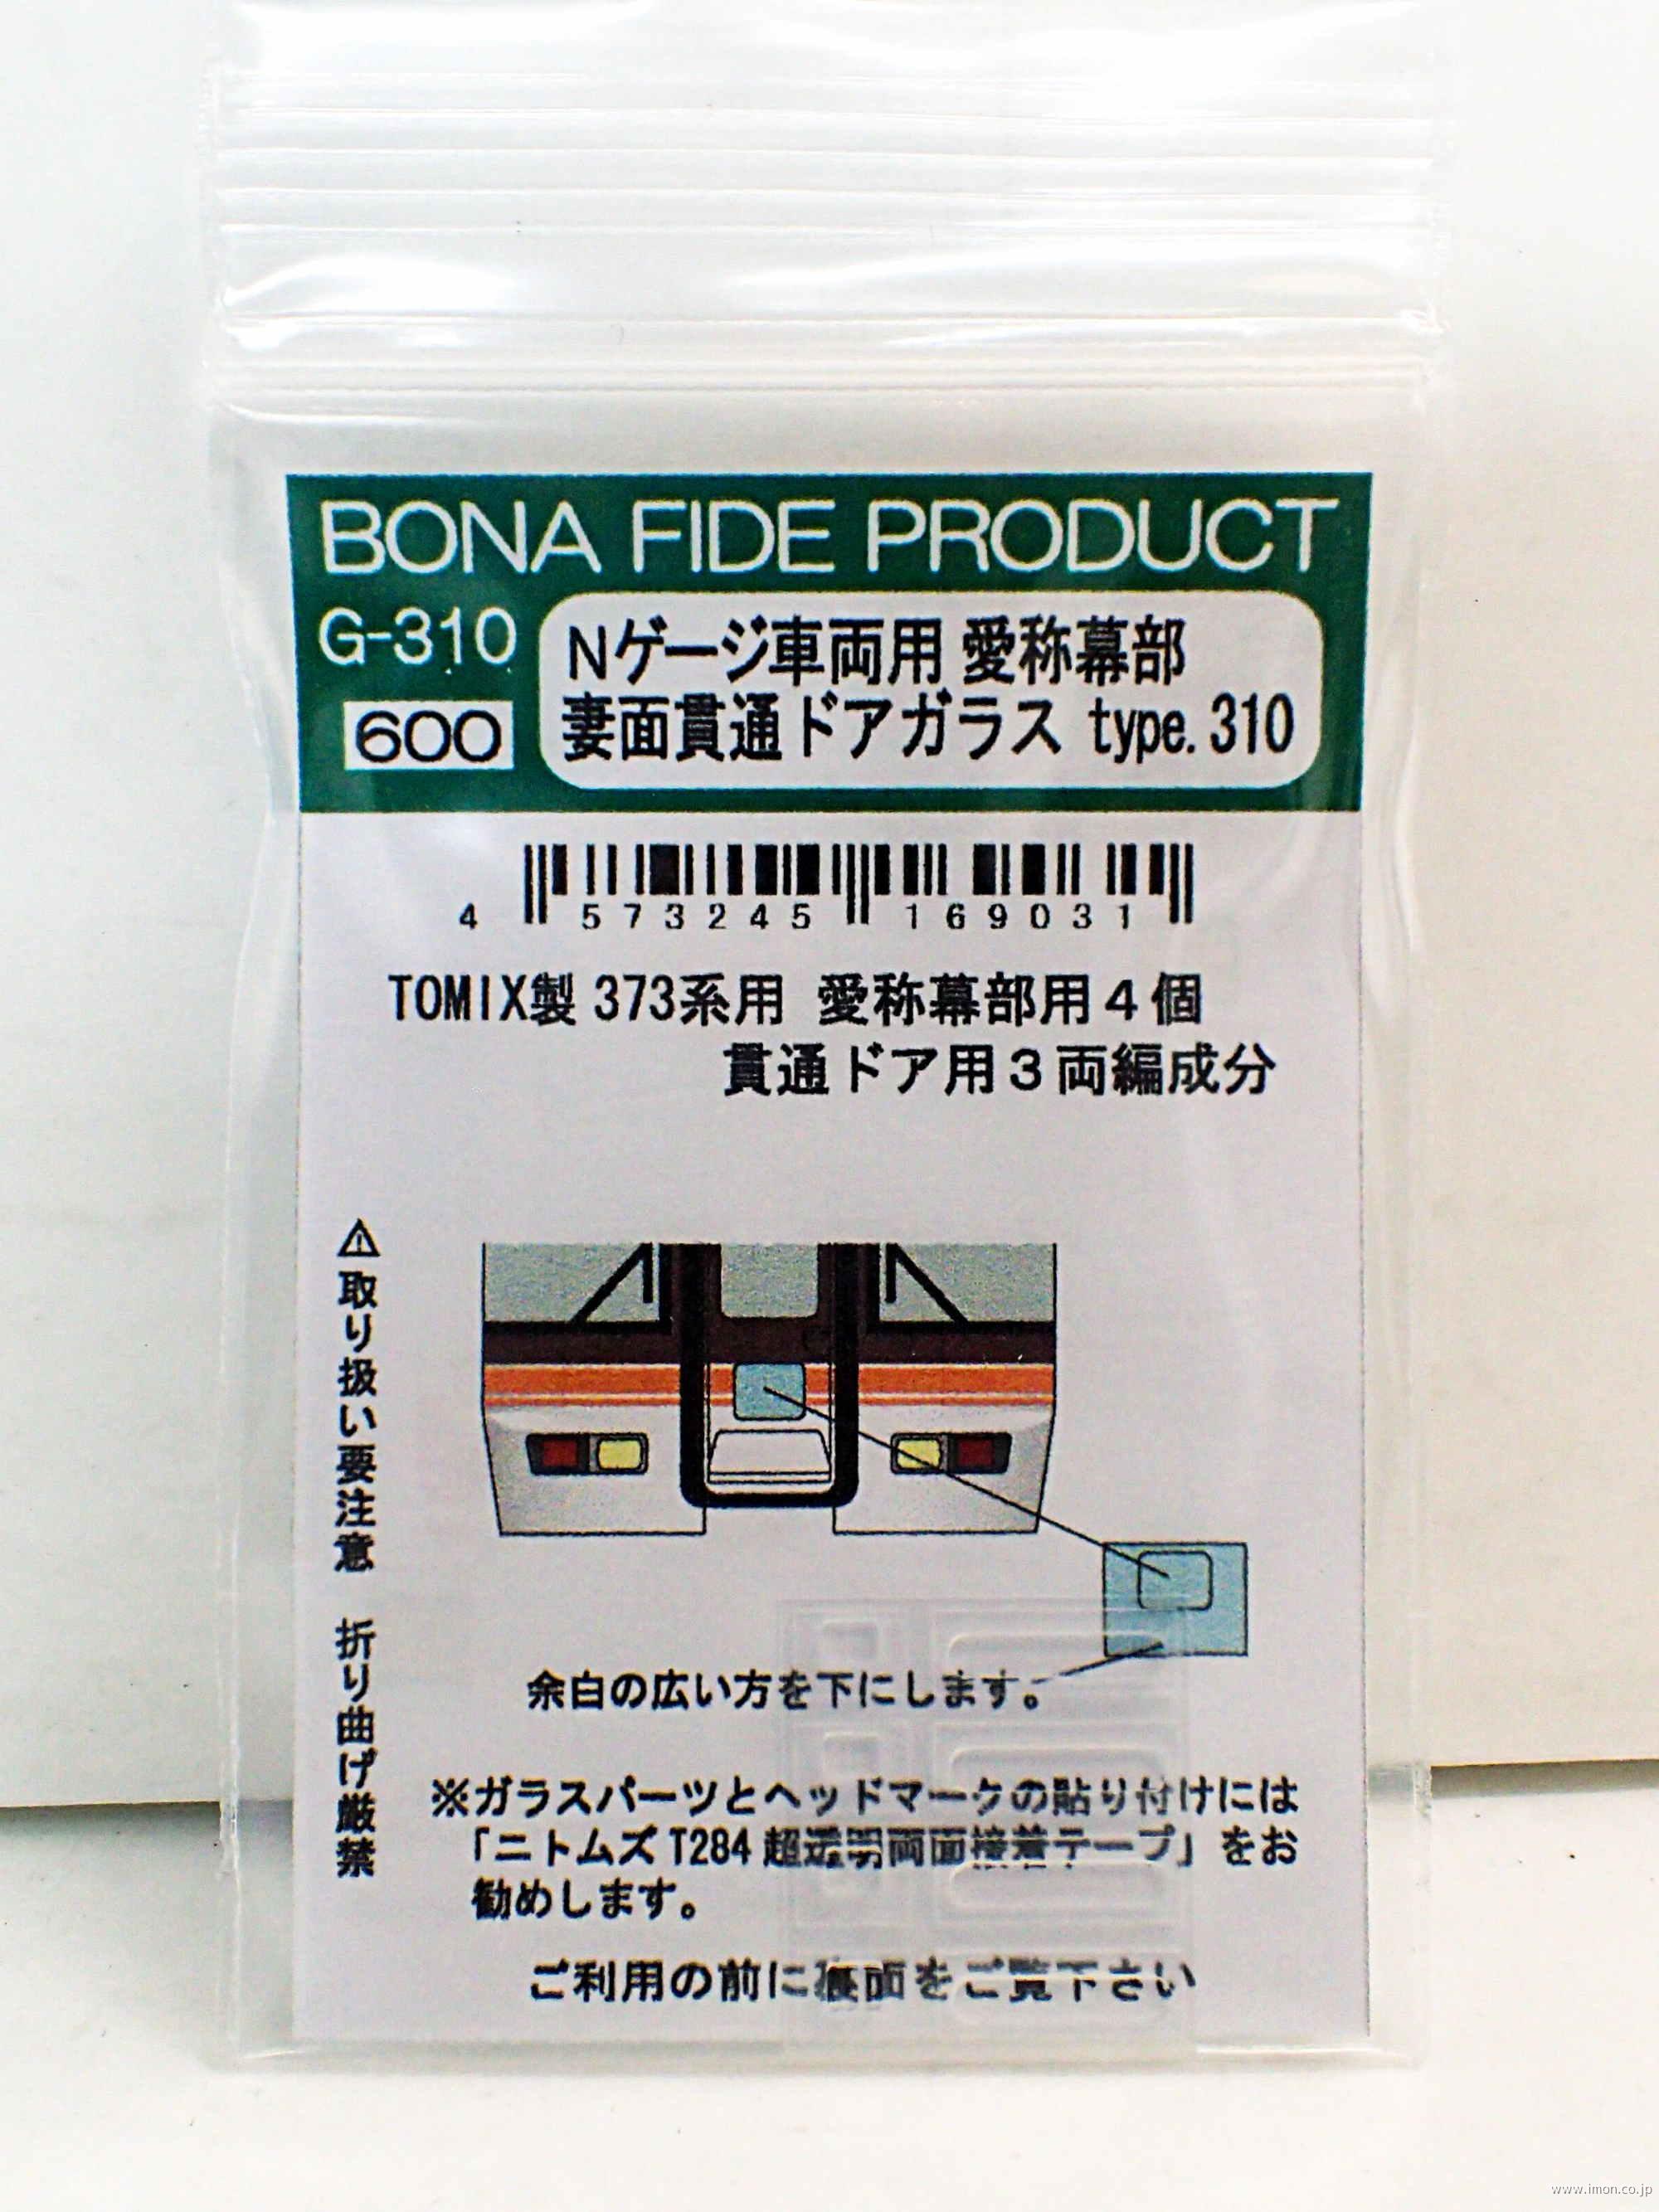 BONA FIDE PRODUCT
G-310
600
Nゲージ車両用 愛称幕部
妻面貫通ドアガラス type.310
4 573245 169031
TOMIX製 373系用 愛称幕部用4個
貫通ドア用3両編成分
⚠取り扱い要注意 折り曲げ厳禁
余白の広い方を下にします。
※ガラスパーツとヘッドマークの貼り付けには
「ニトムズ T284 超透明両面接着テープ」をお
勧めします。
ご利用の前に裏面をご覧下さい
www.imon.co.jp